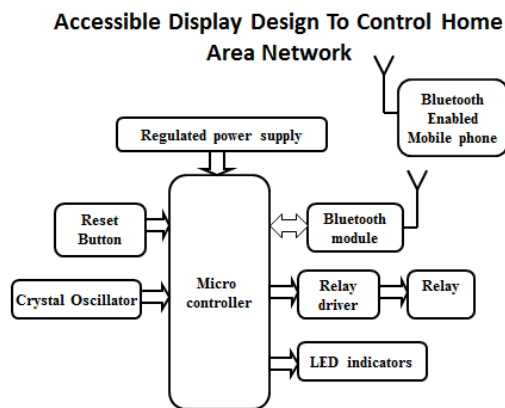 Accessible Display Design To Control Home
Area Network
Bluetooth
Enabled
Mobile phone
Regulated power supply
Reset
Button
Bluetooth
module
Crystal Oscillator
Micro
controller
Relay
driver
Relay
LED indicators